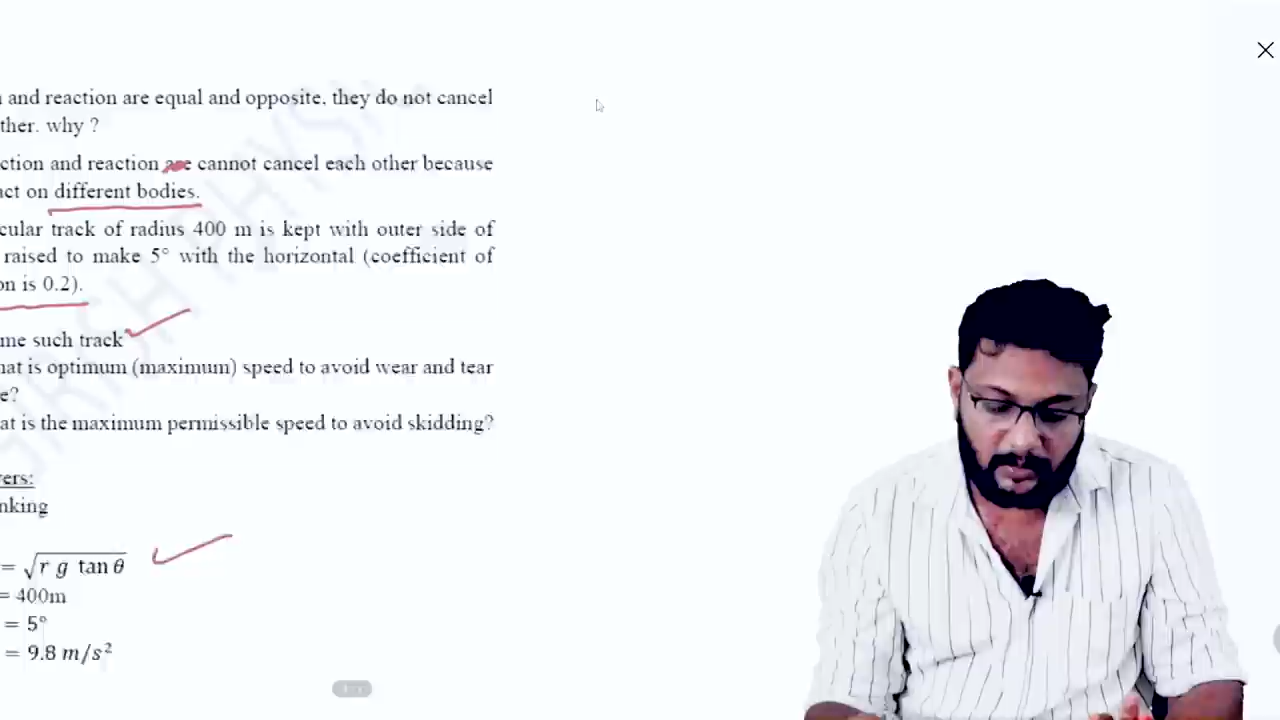 and reaction are equal and opposite, they do not cancel
ther. why ?
ction and reaction are cannot cancel each other because
act on different bodies.
cular track of radius 400 m is kept with outer side of
raised to make 5° with the horizontal (coefficient of
on is 0.2).
me such track
hat is optimum (maximum) speed to avoid wear and tear
e?
at is the maximum permissible speed to avoid skidding?
ers:
nking
= √r g tan θ
= 400m
= 5°
= 9.8 m/s²